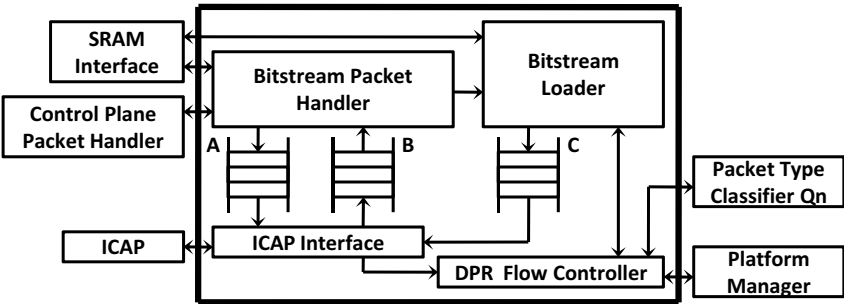 SRAM
Interface
Bitstream Packet
Handler
Bitstream
Loader
Control Plane
Packet Handler
A
B
C
Packet Type
Classifier Qn
ICAP
ICAP Interface
DPR Flow Controller
Platform
Manager